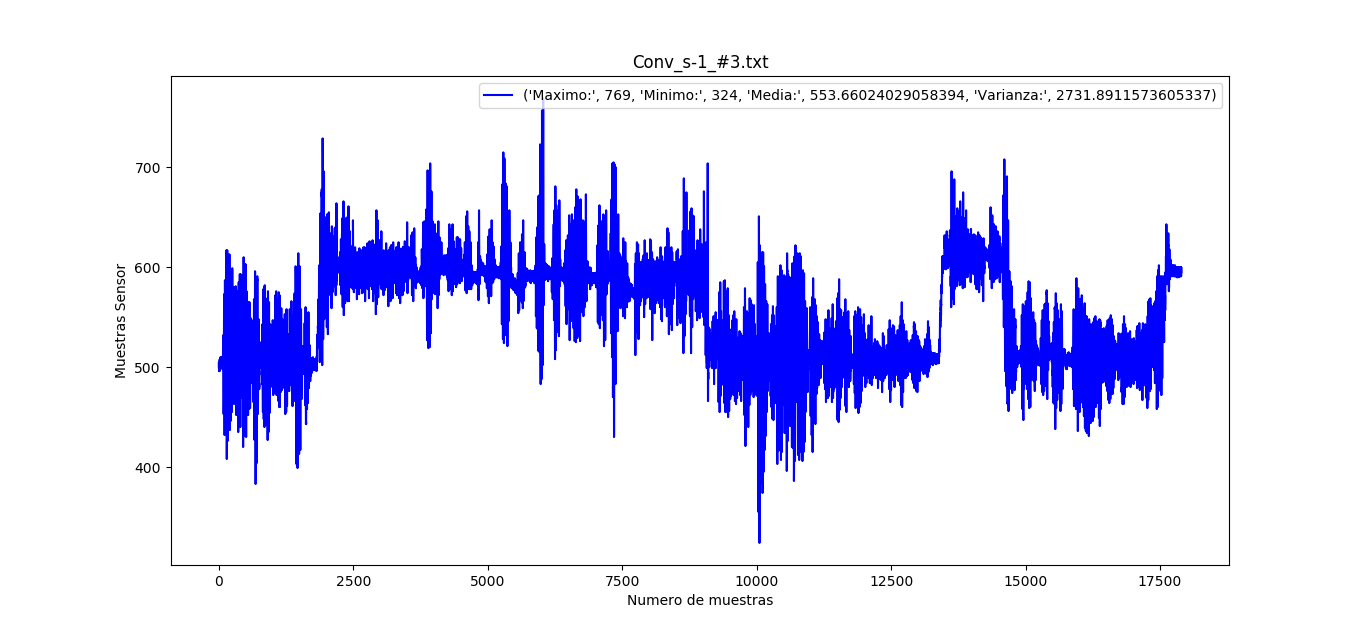 Conv_s-1_#3.txt
('Maximo:', 769, 'Minimo:', 324, 'Media:', 553.66024029058394, 'Varianza:', 2731.8911573605337)
Muestras Sensor
700
600
500
400
0 2500 5000 7500 10000 12500 15000 17500
Numero de muestras